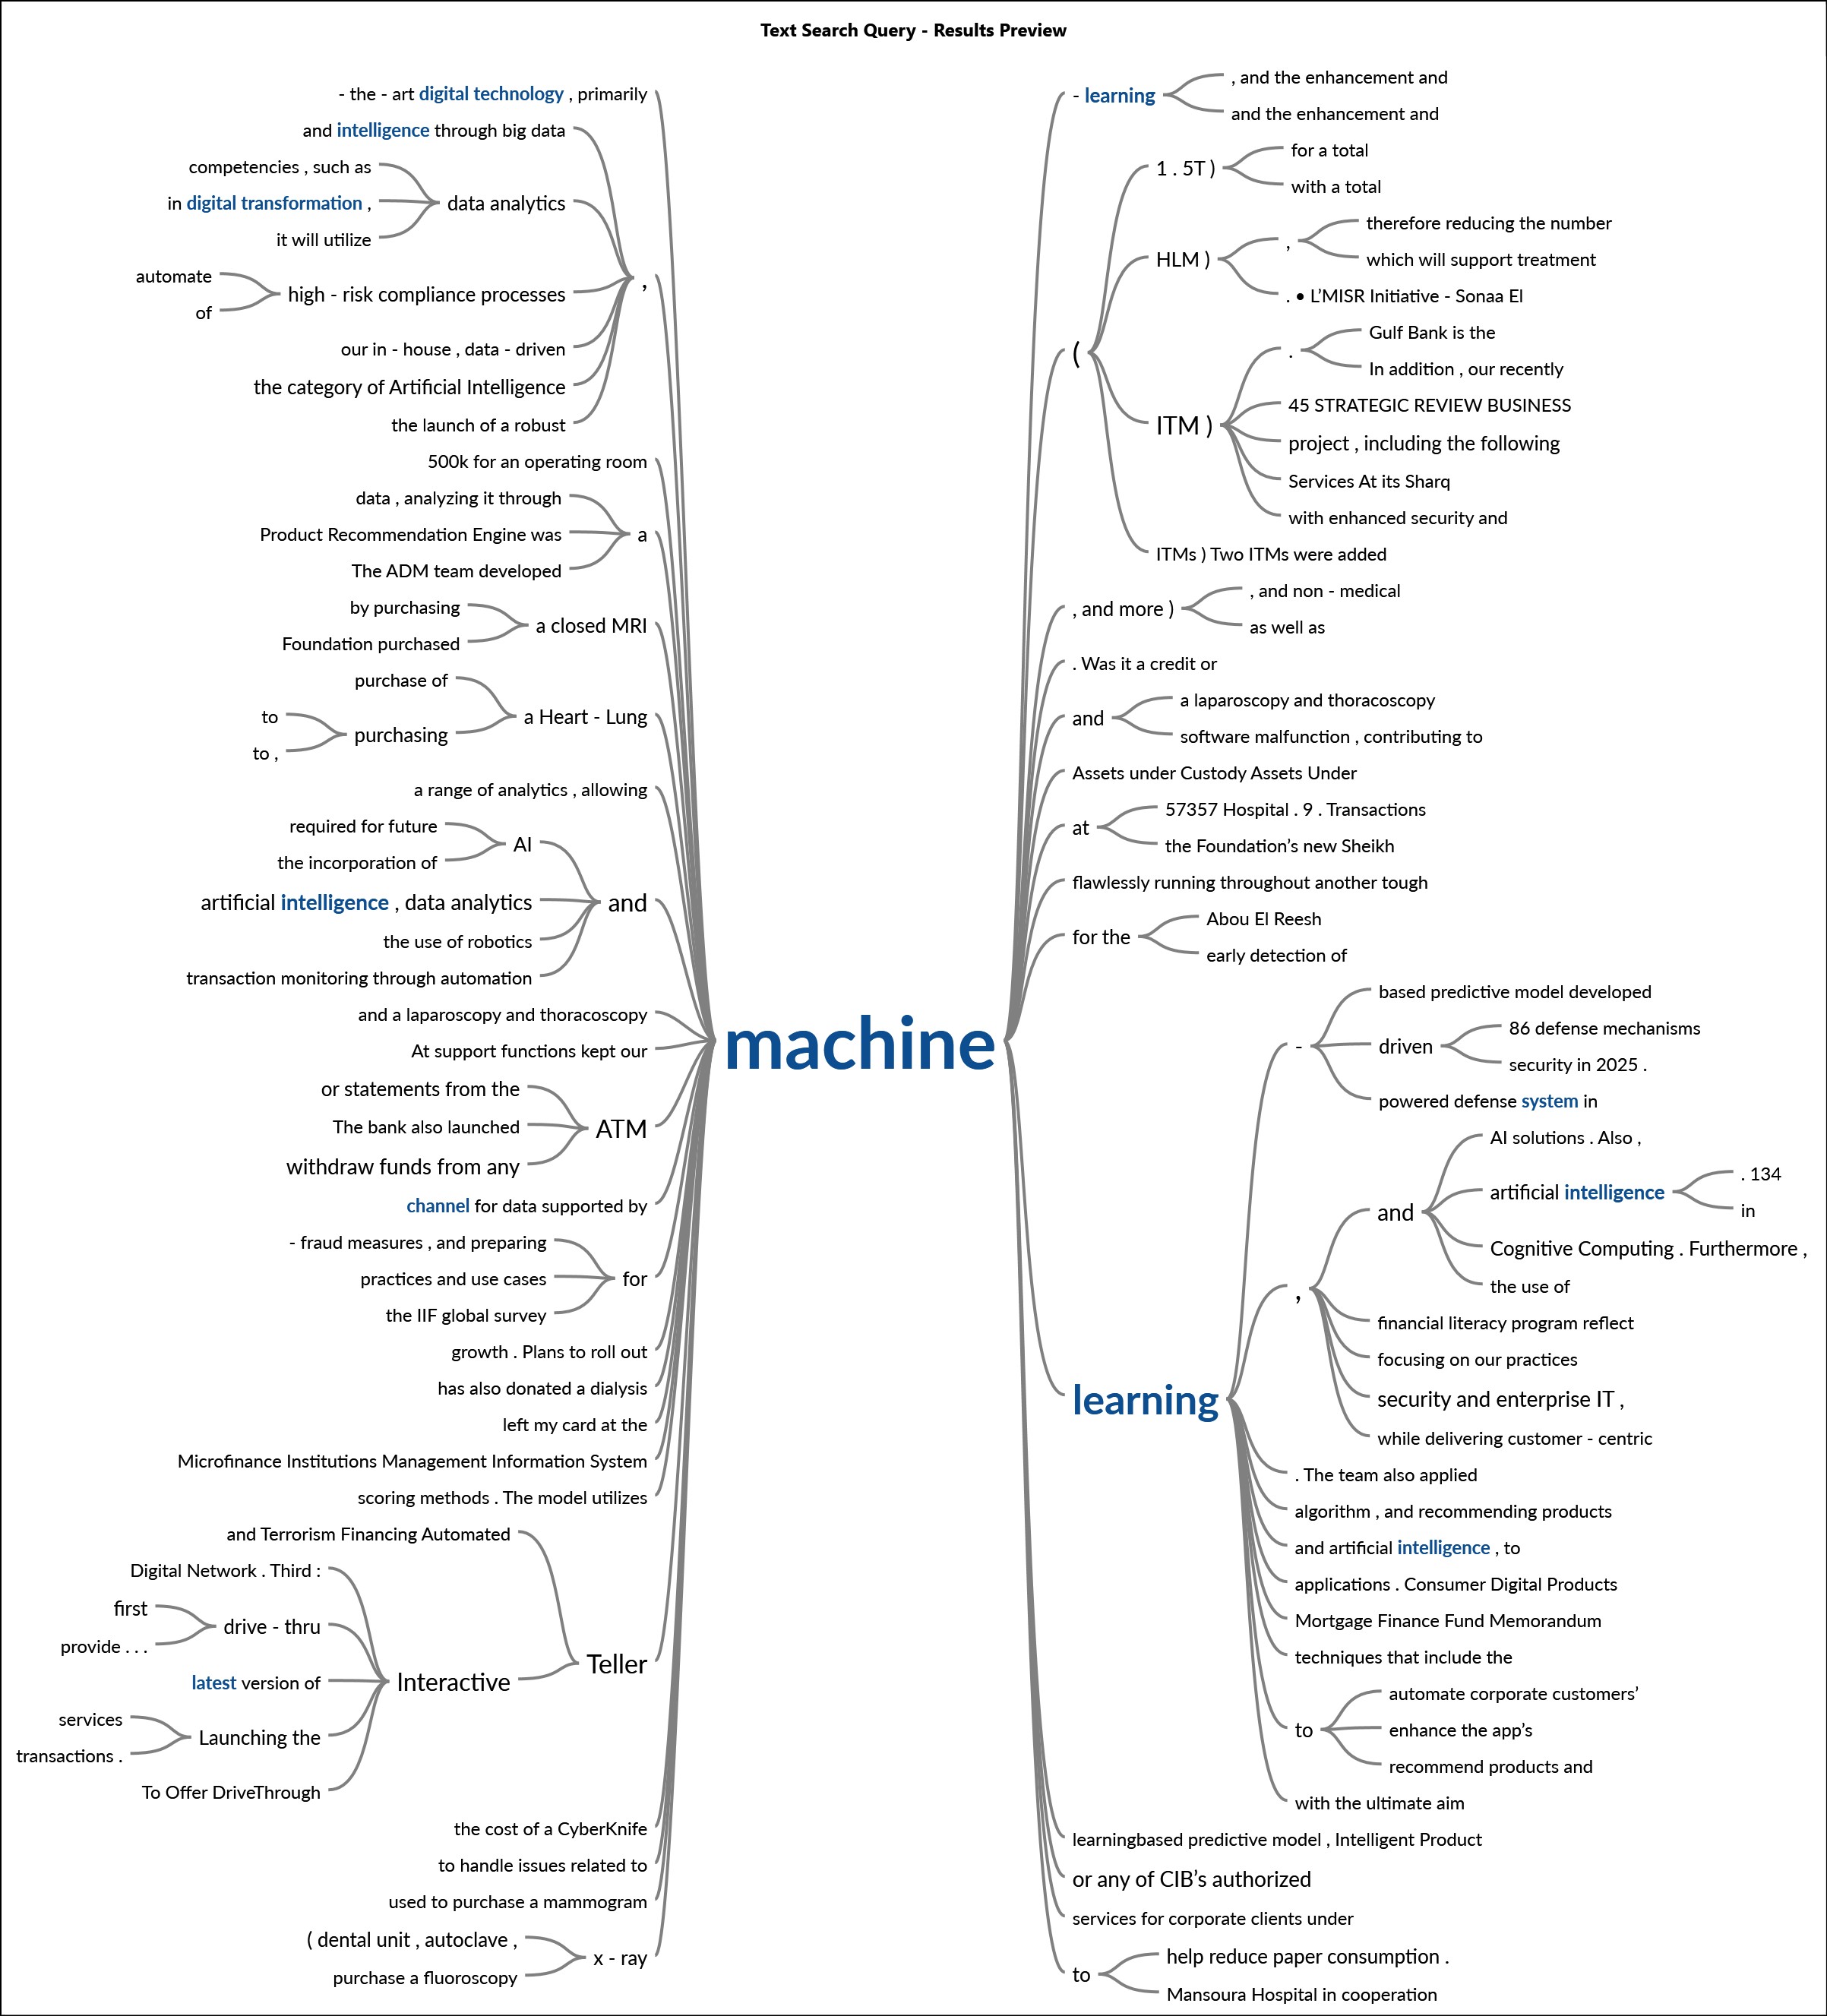 Text Search Query - Results Preview
- the - art digital technology , primarily
and intelligence through big data
competencies , such as
in digital transformation ,
it will utilize
data analytics
automate
of
high - risk compliance processes
our in - house , data - driven
the category of Artificial Intelligence
the launch of a robust
,
500k for an operating room
data , analyzing it through
Product Recommendation Engine was
The ADM team developed
a
by purchasing
Foundation purchased
a closed MRI
purchase of
to
to ,
purchasing
a Heart - Lung
a range of analytics , allowing
required for future
the incorporation of
AI
artificial intelligence , data analytics
the use of robotics
transaction monitoring through automation
and
and a laparoscopy and thoracoscopy
At support functions kept our
or statements from the
The bank also launched
withdraw funds from any
ATM
channel for data supported by
- fraud measures , and preparing
practices and use cases
the IIF global survey
for
growth . Plans to roll out
has also donated a dialysis
left my card at the
Microfinance Institutions Management Information System
scoring methods . The model utilizes
and Terrorism Financing Automated
Digital Network . Third :
first
provide . . .
drive - thru
latest version of
services
transactions .
Launching the
To Offer DriveThrough
Interactive
Teller
the cost of a CyberKnife
to handle issues related to
used to purchase a mammogram
( dental unit , autoclave ,
purchase a fluoroscopy
x - ray
machine
- learning
, and the enhancement and
and the enhancement and
(
1 . 5T )
for a total
with a total
HLM )
,
therefore reducing the number
which will support treatment
. • L’MISR Initiative - Sonaa El
ITM )
.
Gulf Bank is the
In addition , our recently
45 STRATEGIC REVIEW BUSINESS
project , including the following
Services At its Sharq
with enhanced security and
ITMs ) Two ITMs were added
, and more )
, and non - medical
as well as
. Was it a credit or
and
a laparoscopy and thoracoscopy
software malfunction , contributing to
Assets under Custody Assets Under
at
57357 Hospital . 9 . Transactions
the Foundation’s new Sheikh
flawlessly running throughout another tough
for the
Abou El Reesh
early detection of
learning
-
based predictive model developed
driven
86 defense mechanisms
security in 2025 .
powered defense system in
,
and
AI solutions . Also ,
artificial intelligence
. 134
in
Cognitive Computing . Furthermore ,
the use of
financial literacy program reflect
focusing on our practices
security and enterprise IT ,
while delivering customer - centric
. The team also applied
algorithm , and recommending products
and artificial intelligence , to
applications . Consumer Digital Products
Mortgage Finance Fund Memorandum
techniques that include the
to
automate corporate customers’
enhance the app’s
recommend products and
with the ultimate aim
learningbased predictive model , Intelligent Product
or any of CIB’s authorized
services for corporate clients under
to
help reduce paper consumption .
Mansoura Hospital in cooperation